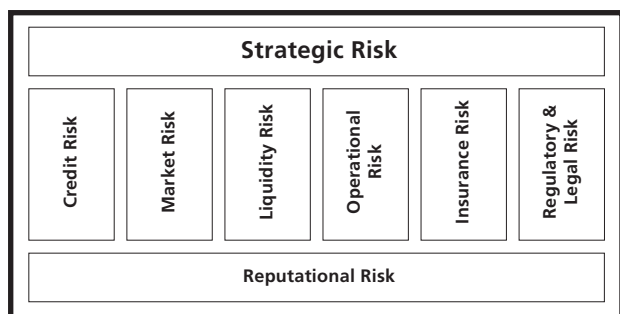 Strategic Risk
Credit Risk
Market Risk
Liquidity Risk
Operational
Risk
Insurance Risk
Regulatory &
Legal Risk
Reputational Risk